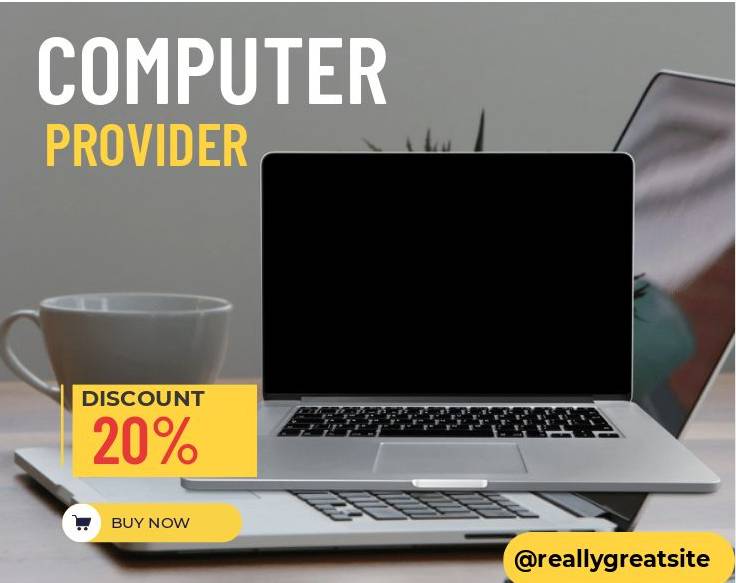 COMPUTER
PROVIDER
DISCOUNT
20%
BUY NOW
@reallygreatsite